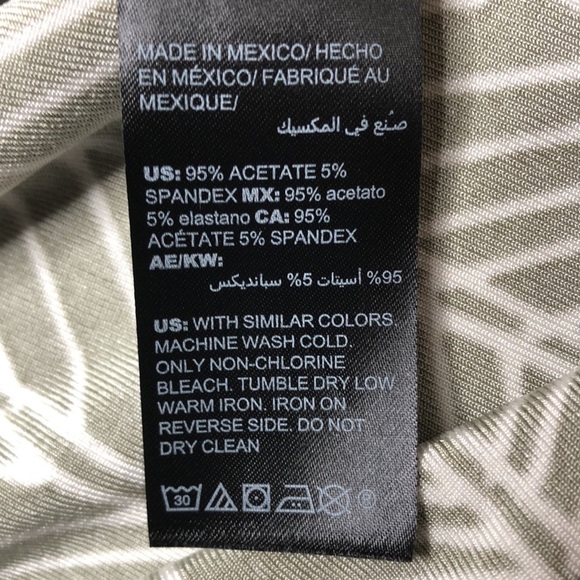 MADE IN MEXICO/ HECHO
EN MÉXICO/ FABRIQUÉ AU
MEXIQUE/
صُنع في المكسيك
US: 95% ACETATE 5%
SPANDEX MX: 95% acetato
5% elastano CA: 95%
ACÉTATE 5% SPANDEX
AE/KW:
95% أسيتات 5% سبانديكس
US: WITH SIMILAR COLORS.
MACHINE WASH COLD.
ONLY NON-CHLORINE
BLEACH. TUMBLE DRY LOW
WARM IRON. IRON ON
REVERSE SIDE. DO NOT
DRY CLEAN
30